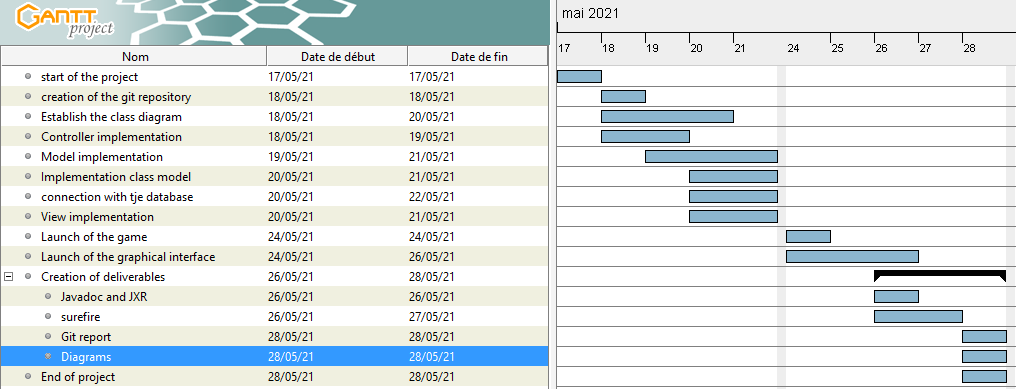 GANTT
project
mai 2021
Nom Date de début Date de fin
17 18 19 20 21 24 25 26 27 28
start of the project 17/05/21 17/05/21
creation of the git repository 18/05/21 18/05/21
Establish the class diagram 18/05/21 20/05/21
Controller implementation 18/05/21 19/05/21
Model implementation 19/05/21 21/05/21
Implementation class model 20/05/21 21/05/21
connection with tje database 20/05/21 22/05/21
View implementation 20/05/21 21/05/21
Launch of the game 24/05/21 24/05/21
Launch of the graphical interface 24/05/21 26/05/21
Creation of deliverables 26/05/21 28/05/21
Javadoc and JXR 26/05/21 26/05/21
surefire 26/05/21 27/05/21
Git report 28/05/21 28/05/21
Diagrams 28/05/21 28/05/21
End of project 28/05/21 28/05/21